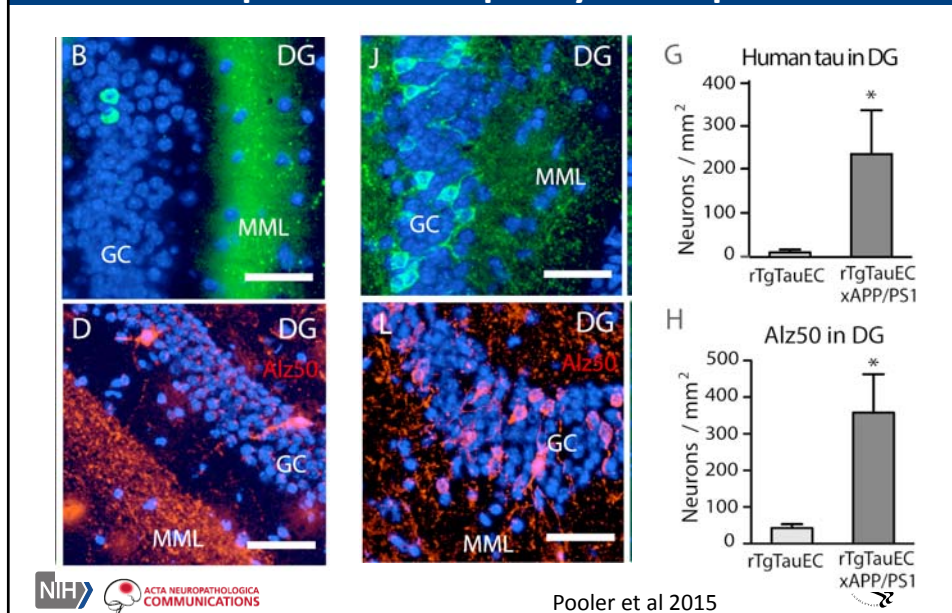 B DG
MML
GC
J DG
MML
GC
D DG
Alz50
GC
MML
L DG
Alz50
GC
MML
G
Human tau in DG
Neurons / mm²
400
300
200
100
0
*
rTgTauEC
rTgTauEC
xAPP/PS1
H
Alz50 in DG
Neurons / mm²
500
400
300
200
100
0
*
rTgTauEC
rTgTauEC
xAPP/PS1
NIH
ACTA NEUROPATHOLOGICA
COMMUNICATIONS
Pooler et al 2015